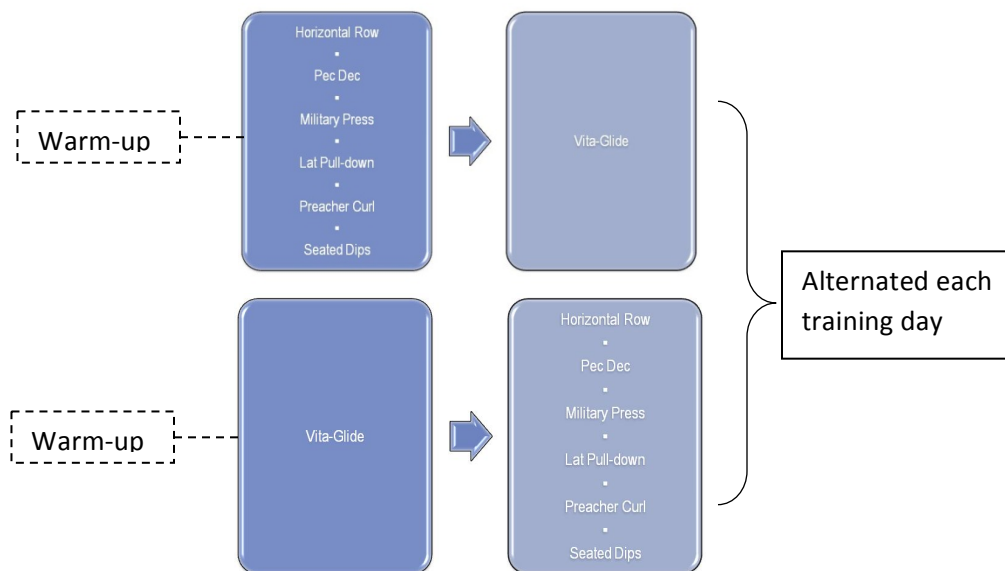 Warm-up
Horizontal Row
▪
Pec Dec
▪
Military Press
▪
Lat Pull-down
▪
Preacher Curl
▪
Seated Dips
Vita-Glide
Alternated each
training day
Warm-up
Vita-Glide
Horizontal Row
▪
Pec Dec
▪
Military Press
▪
Lat Pull-down
▪
Preacher Curl
▪
Seated Dips